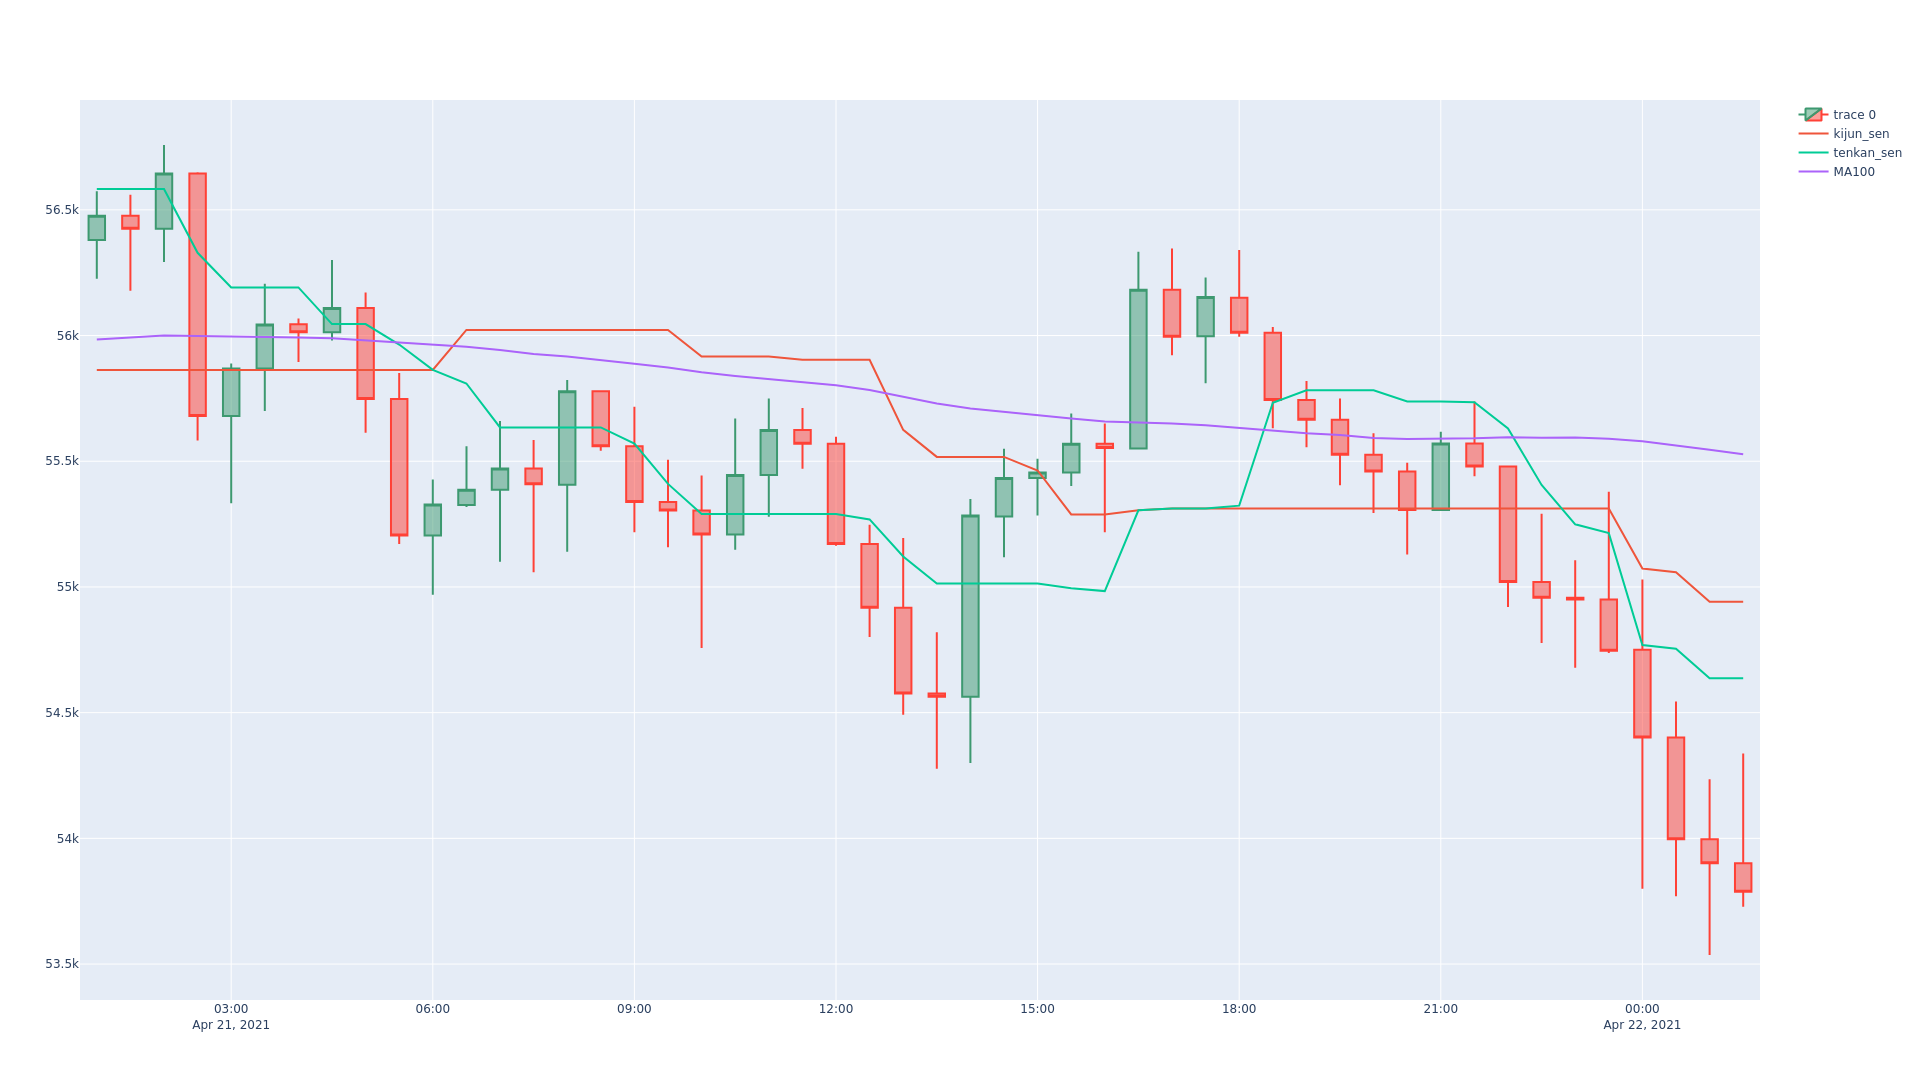 trace 0
kijun_sen
tenkan_sen
MA100
56.5k
56k
55.5k
55k
54.5k
54k
53.5k
03:00 06:00 09:00 12:00 15:00 18:00 21:00 00:00
Apr 21, 2021 Apr 22, 2021